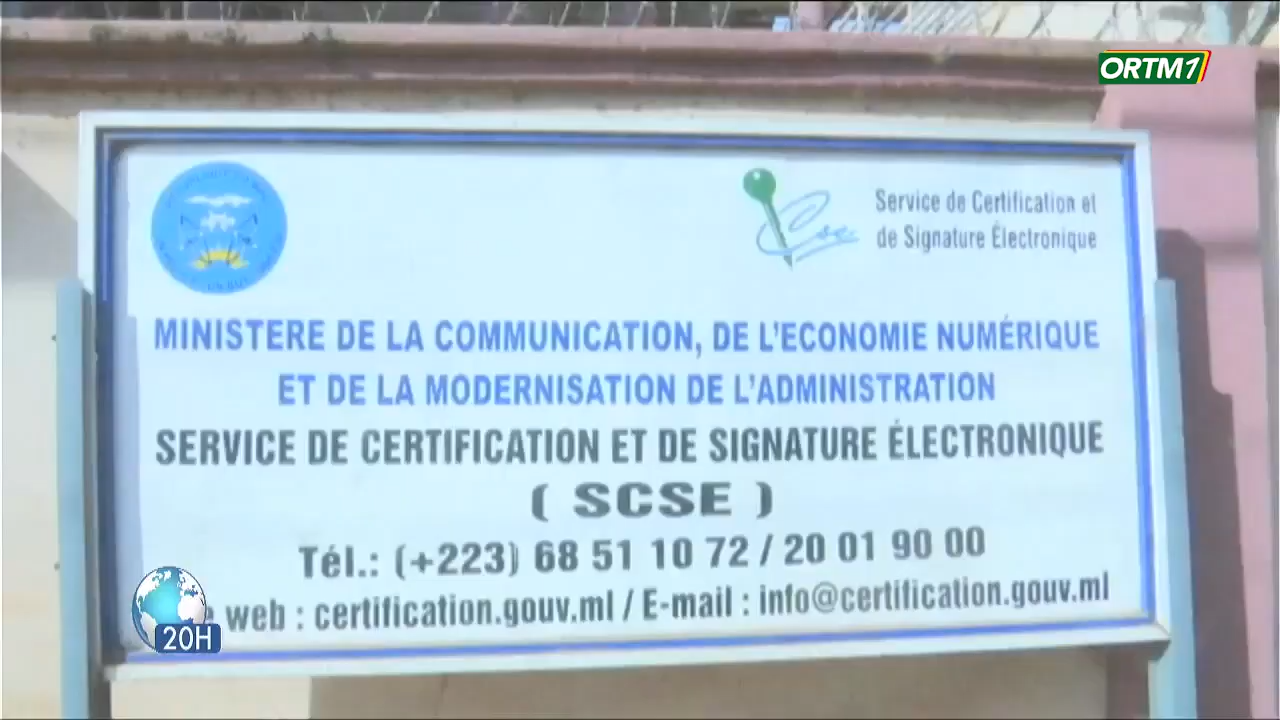 ORTM1
Service de Certification et
de Signature Électronique
MINISTERE DE LA COMMUNICATION, DE L'ECONOMIE NUMÉRIQUE
ET DE LA MODERNISATION DE L'ADMINISTRATION
SERVICE DE CERTIFICATION ET DE SIGNATURE ÉLECTRONIQUE
( SCSE )
Tél.: (+223) 68 51 10 72 / 20 01 90 00
web : certification.gouv.ml / E-mail : info@certification.gouv.ml
20H